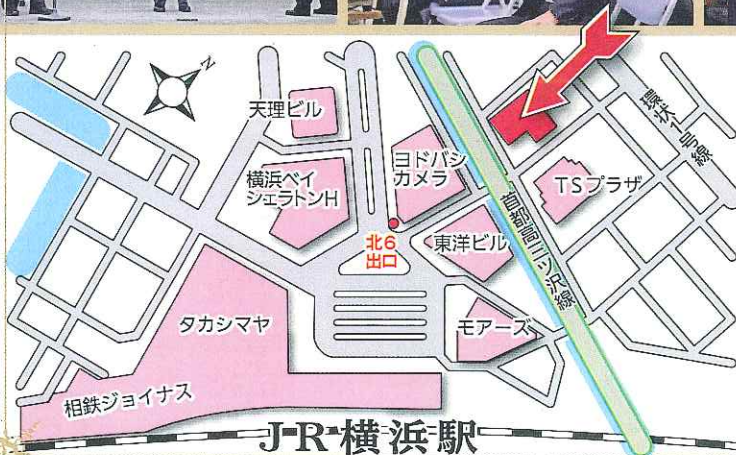 N
天理ビル
横浜ベイ
シェラトンH
ヨドバシ
カメラ
環状1号線
TSプラザ
首都高三ツ沢線
北6
出口
東洋ビル
タカシマヤ
モアーズ
相鉄ジョイナス
JR横浜駅